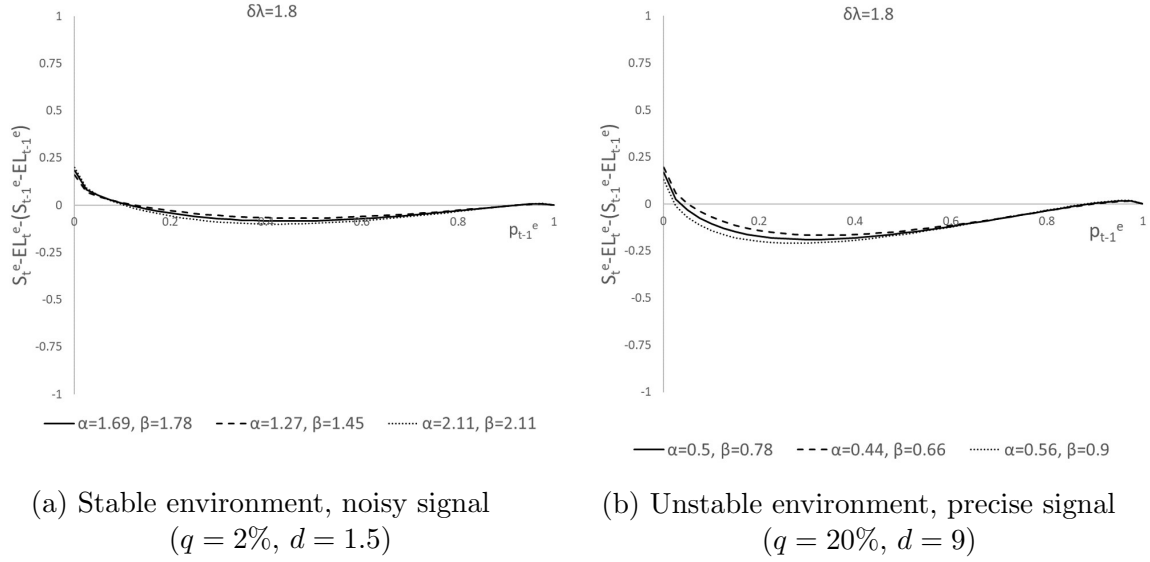 δλ=1.8
S_t^e-EL_t^e-(S_{t-1}^e-EL_{t-1}^e)
1
0.75
0.5
0.25
0
-0.25
-0.5
-0.75
-1
0 0.2 0.4 0.6 0.8 1
p_{t-1}^e
α=1.69, β=1.78 α=1.27, β=1.45 α=2.11, β=2.11
(a) Stable environment, noisy signal
(q = 2%, d = 1.5)
δλ=1.8
S_t^e-EL_t^e-(S_{t-1}^e-EL_{t-1}^e)
1
0.75
0.5
0.25
0
-0.25
-0.5
-0.75
-1
0 0.2 0.4 0.6 0.8 1
p_{t-1}^e
α=0.5, β=0.78 α=0.44, β=0.66 α=0.56, β=0.9
(b) Unstable environment, precise signal
(q = 20%, d = 9)